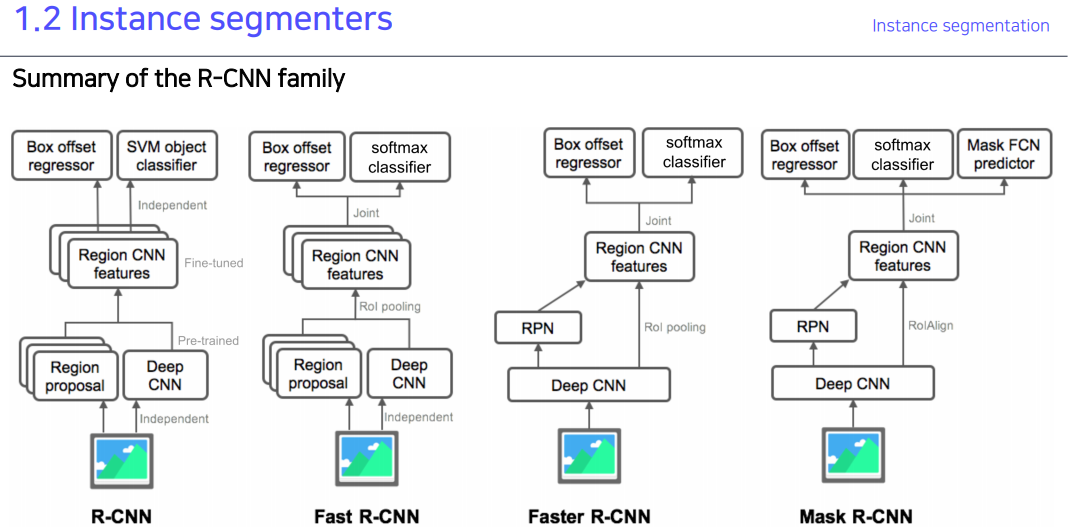 1.2 Instance segmenters
Instance segmentation
Summary of the R-CNN family
Box offset
regressor
SVM object
classifier
Independent
Region CNN
features
Fine-tuned
Pre-trained
Region
proposal
Deep
CNN
Independent
R-CNN
Box offset
regressor
softmax
classifier
Joint
Region CNN
features
RoI pooling
Region
proposal
Deep
CNN
Independent
Fast R-CNN
Box offset
regressor
softmax
classifier
Joint
Region CNN
features
RPN
RoI pooling
Deep CNN
Faster R-CNN
Box offset
regressor
softmax
classifier
Mask FCN
predictor
Joint
Region CNN
features
RPN
RoIAlign
Deep CNN
Mask R-CNN